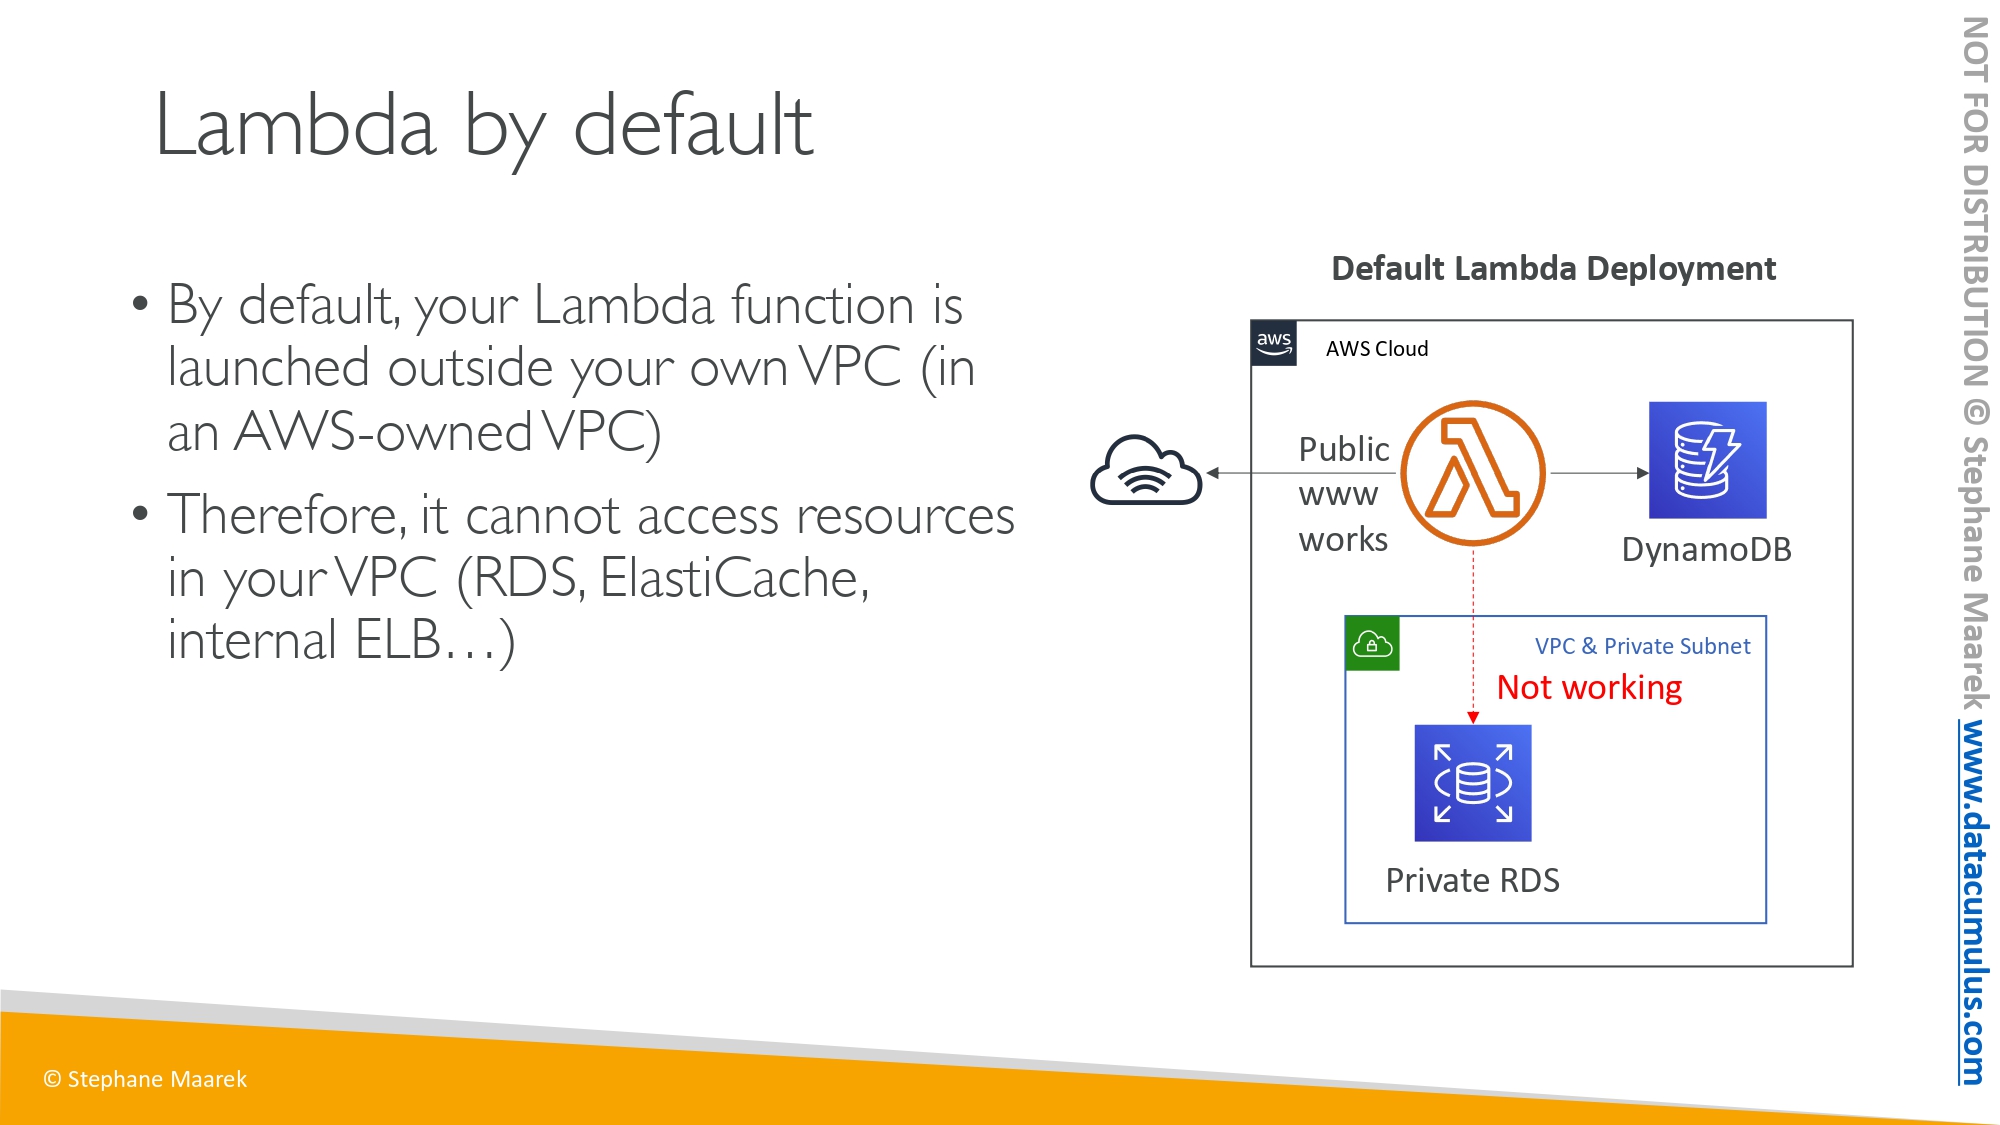 Lambda by default
• By default, your Lambda function is
launched outside your own VPC (in
an AWS-owned VPC)
• Therefore, it cannot access resources
in your VPC (RDS, ElastiCache,
internal ELB…)
Default Lambda Deployment
aws
AWS Cloud
Public
www
works
DynamoDB
VPC & Private Subnet
Not working
Private RDS
© Stephane Maarek
NOT FOR DISTRIBUTION © Stephane Maarek www.datacumulus.com